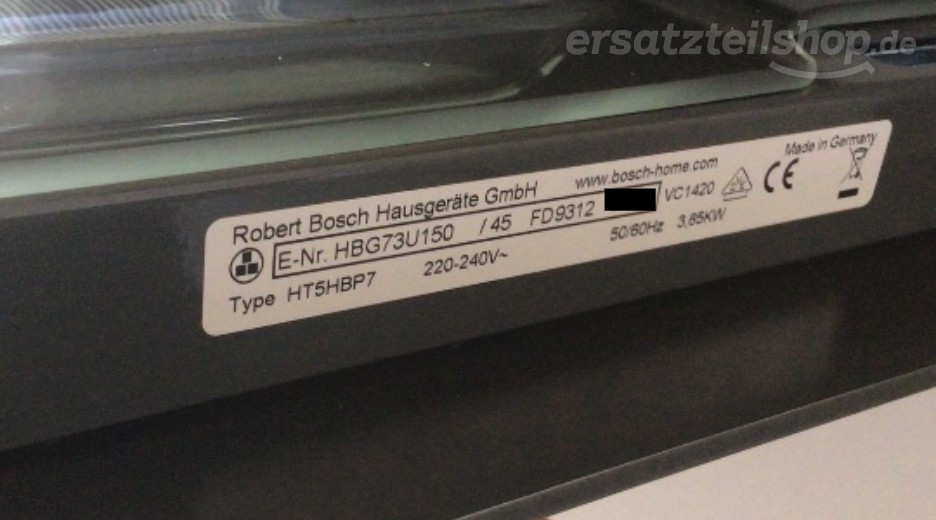 ersatzteilshop.de
Made in Germany
Robert Bosch Hausgeräte GmbH www.bosch-home.com
E-Nr. HBG73U150 / 45 FD9312 VC1420 CE
Type HT5HBP7 220-240V~ 50/60Hz 3,65KW